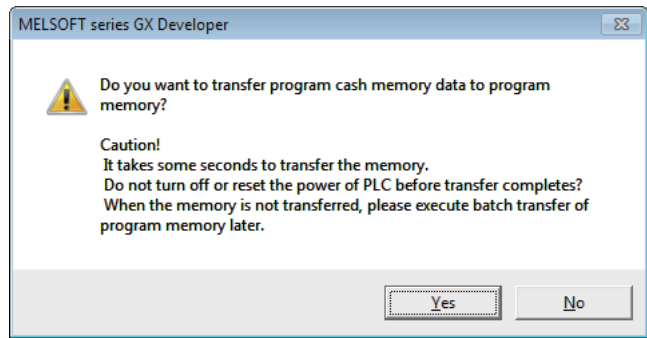 MELSOFT series GX Developer
Do you want to transfer program cash memory data to program
memory?
Caution!
It takes some seconds to transfer the memory.
Do not turn off or reset the power of PLC before transfer completes?
When the memory is not transferred, please execute batch transfer of
program memory later.
Yes
No